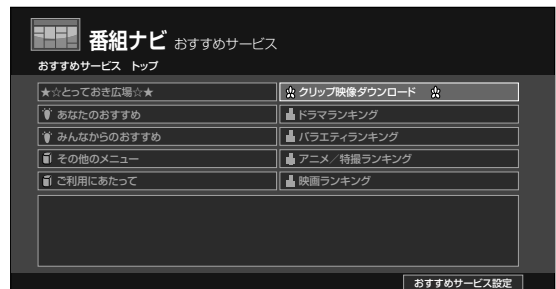 番組ナビ おすすめサービス
おすすめサービス トップ
★☆とっておき広場☆★
あなたのおすすめ
みんなからのおすすめ
その他のメニュー
ご利用にあたって
クリップ映像ダウンロード
ドラマランキング
バラエティランキング
アニメ／特撮ランキング
映画ランキング
おすすめサービス設定